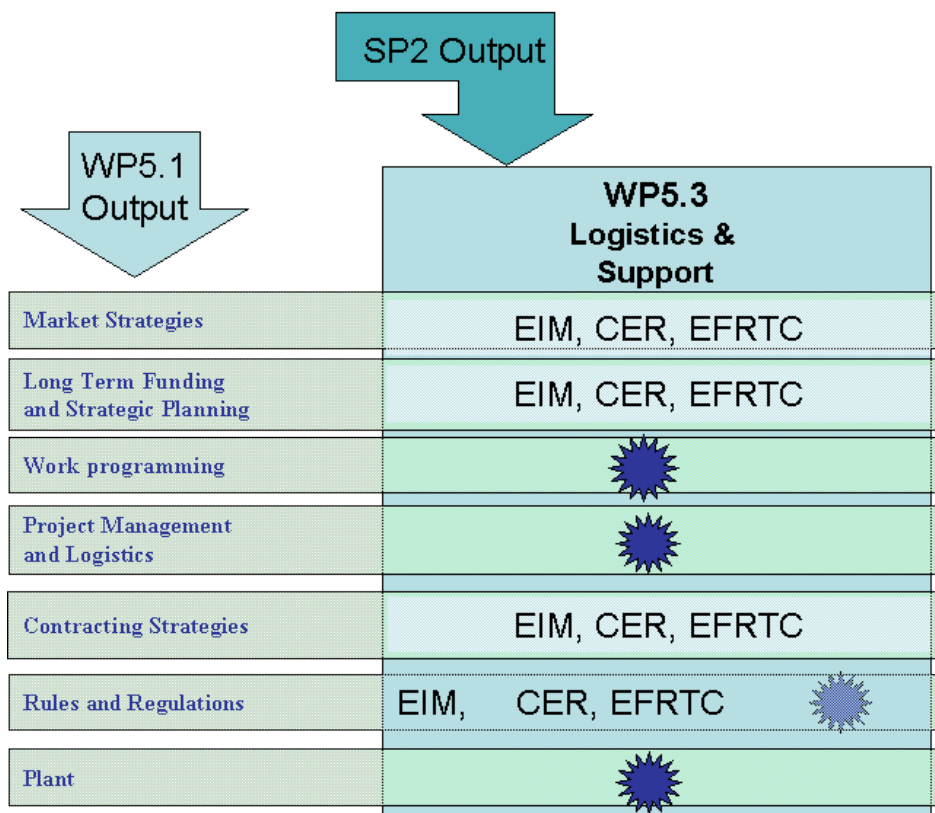 SP2 Output
WP5.1
Output
WP5.3
Logistics &
Support
Market Strategies
EIM, CER, EFRTC
Long Term Funding
and Strategic Planning
EIM, CER, EFRTC
Work programming
Project Management
and Logistics
Contracting Strategies
EIM, CER, EFRTC
Rules and Regulations
EIM, CER, EFRTC
Plant